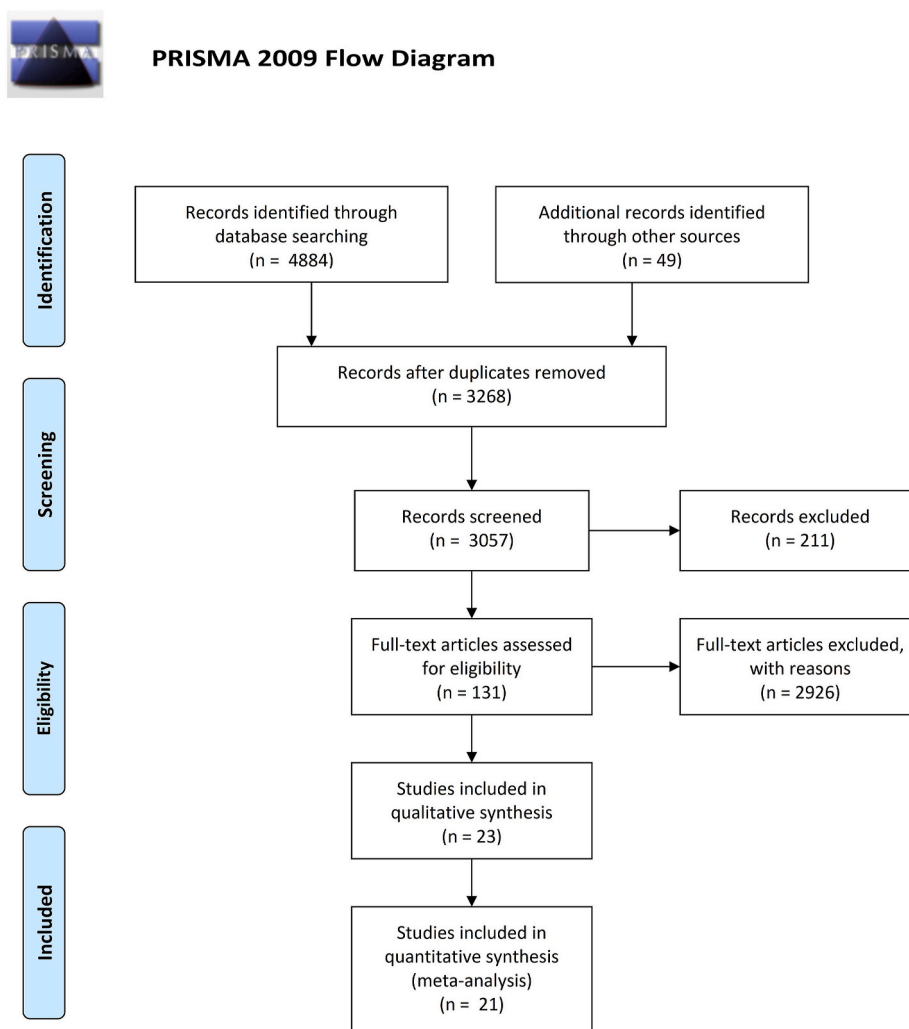 PRISMA
PRISMA 2009 Flow Diagram
Identification
Records identified through
database searching
(n = 4884)
Additional records identified
through other sources
(n = 49)
Records after duplicates removed
(n = 3268)
Screening
Records screened
(n = 3057)
Records excluded
(n = 211)
Eligibility
Full-text articles assessed
for eligibility
(n = 131)
Full-text articles excluded,
with reasons
(n = 2926)
Studies included in
qualitative synthesis
(n = 23)
Included
Studies included in
quantitative synthesis
(meta-analysis)
(n = 21)